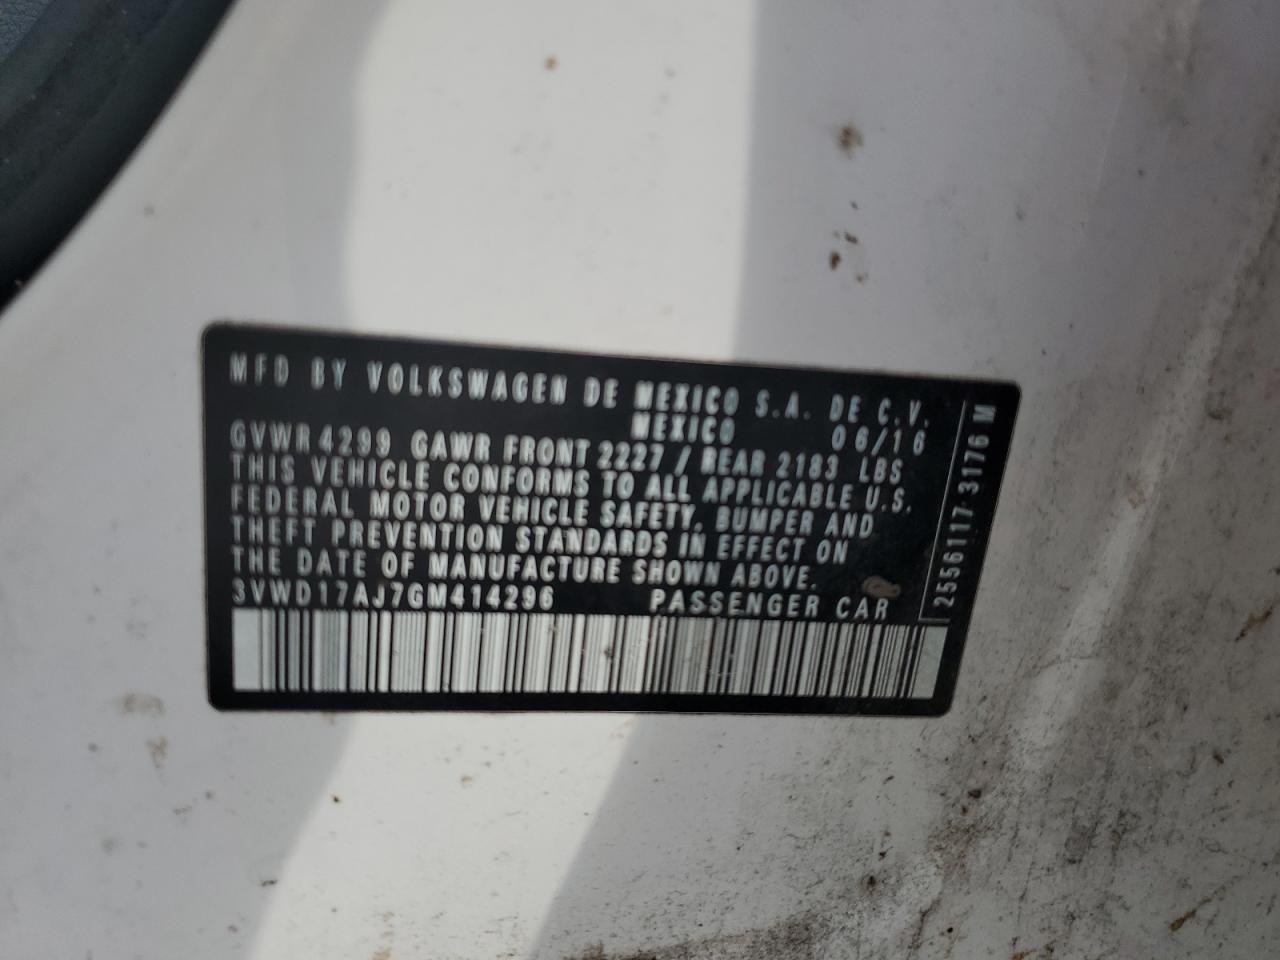 MFD BY VOLKSWAGEN DE MEXICO S.A. DE C.V.
MEXICO 06/16
GVWR 4299 GAWR FRONT 2227 / REAR 2183 LBS
THIS VEHICLE CONFORMS TO ALL APPLICABLE U.S.
FEDERAL MOTOR VEHICLE SAFETY, BUMPER AND
THEFT PREVENTION STANDARDS IN EFFECT ON
THE DATE OF MANUFACTURE SHOWN ABOVE.
3VWD17AJ7GM414296 PASSENGER CAR
2556117-3176 M